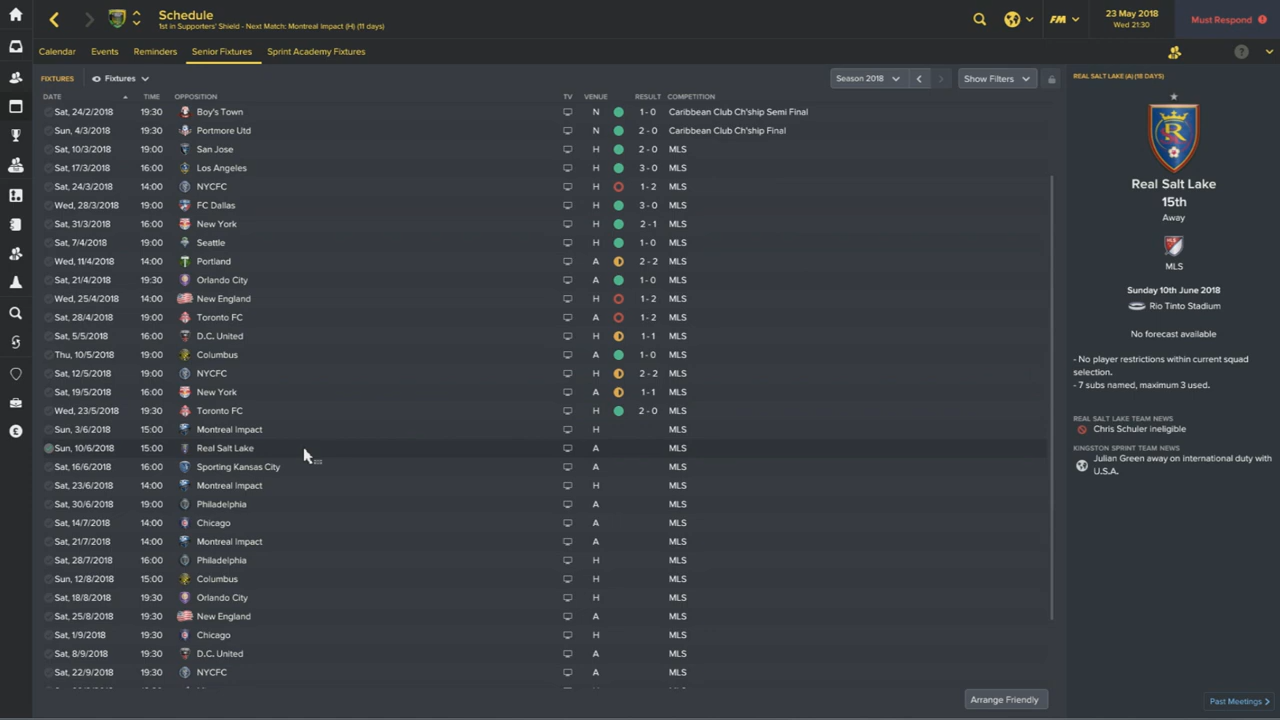 Schedule
1st in Supporters' Shield - Next Match: Montreal Impact (H) (11 days)
FM
23 May 2018
Wed 21:30
Must Respond
Calendar Events Reminders Senior Fixtures Sprint Academy Fixtures
FIXTURES Fixtures Season 2018 Show Filters
DATE TIME OPPOSITION TV VENUE RESULT COMPETITION
Sat, 24/2/2018 19:30 Boy's Town N 1 - 0 Caribbean Club Ch'ship Semi Final
Sun, 4/3/2018 19:30 Portmore Utd N 2 - 0 Caribbean Club Ch'ship Final
Sat, 10/3/2018 19:00 San Jose H 2 - 0 MLS
Sat, 17/3/2018 16:00 Los Angeles H 3 - 0 MLS
Sat, 24/3/2018 14:00 NYCFC H 1 - 2 MLS
Wed, 28/3/2018 19:00 FC Dallas H 3 - 0 MLS
Sat, 31/3/2018 16:00 New York H 2 - 1 MLS
Sat, 7/4/2018 19:00 Seattle H 1 - 0 MLS
Wed, 11/4/2018 14:00 Portland A 2 - 2 MLS
Sat, 21/4/2018 19:30 Orlando City A 1 - 0 MLS
Wed, 25/4/2018 14:00 New England H 1 - 2 MLS
Sat, 28/4/2018 19:00 Toronto FC A 1 - 2 MLS
Sat, 5/5/2018 16:00 D.C. United H 1 - 1 MLS
Thu, 10/5/2018 19:00 Columbus A 1 - 0 MLS
Sat, 12/5/2018 19:00 NYCFC H 2 - 2 MLS
Sat, 19/5/2018 16:00 New York A 1 - 1 MLS
Wed, 23/5/2018 19:30 Toronto FC H 2 - 0 MLS
Sun, 3/6/2018 15:00 Montreal Impact H MLS
Sun, 10/6/2018 15:00 Real Salt Lake A MLS
Sat, 16/6/2018 16:00 Sporting Kansas City A MLS
Sat, 23/6/2018 14:00 Montreal Impact H MLS
Sat, 30/6/2018 19:00 Philadelphia A MLS
Sat, 14/7/2018 14:00 Chicago A MLS
Sat, 21/7/2018 14:00 Montreal Impact A MLS
Sat, 28/7/2018 16:00 Philadelphia H MLS
Sun, 12/8/2018 15:00 Columbus H MLS
Sat, 18/8/2018 19:30 Orlando City H MLS
Sat, 25/8/2018 19:30 New England A MLS
Sat, 1/9/2018 19:30 Chicago H MLS
Sat, 8/9/2018 19:30 D.C. United A MLS
Sat, 22/9/2018 19:30 NYCFC A MLS
Arrange Friendly
REAL SALT LAKE (A) (18 DAYS)
Real Salt Lake
15th
Away
MLS
Sunday 10th June 2018
Rio Tinto Stadium
No forecast available
- No player restrictions within current squad
selection.
- 7 subs named, maximum 3 used.
REAL SALT LAKE TEAM NEWS
Chris Schuler ineligible
KINGSTON SPRINT TEAM NEWS
Julian Green away on international duty with
U.S.A.
Past Meetings >